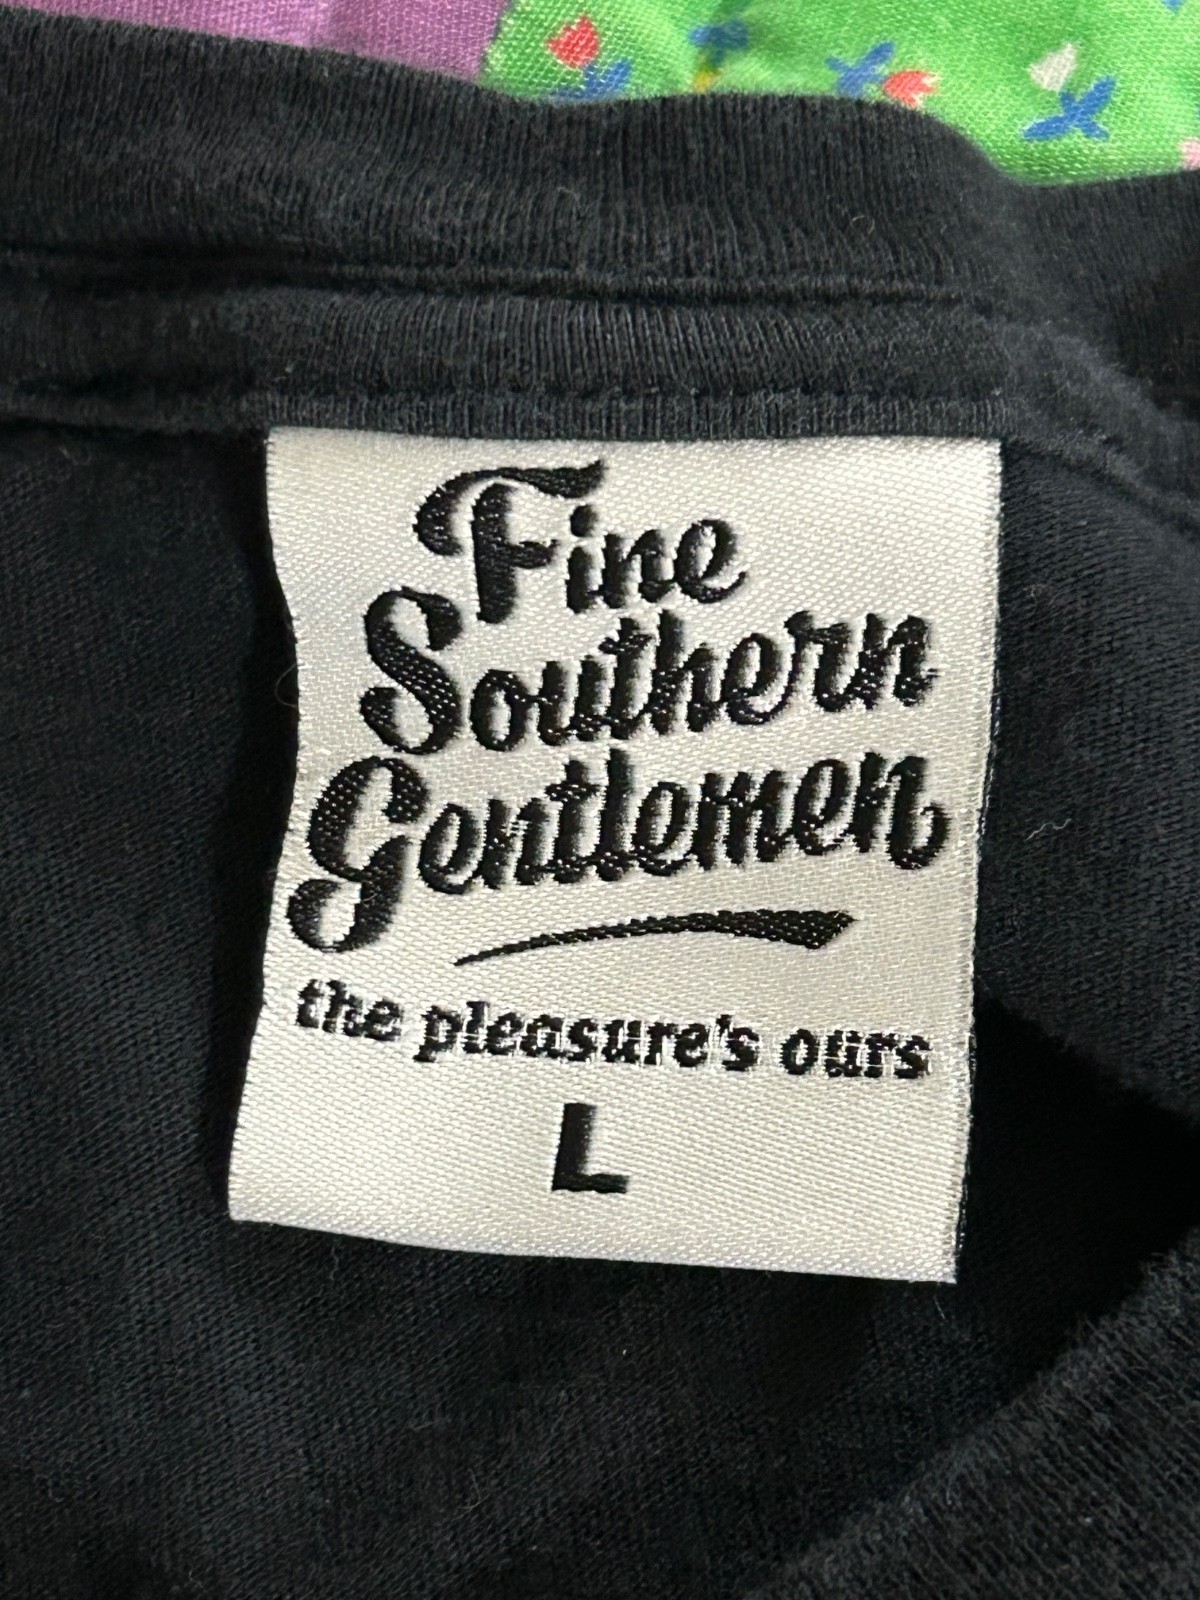 Fine
Southern
Gentlemen
the pleasure's ours
L